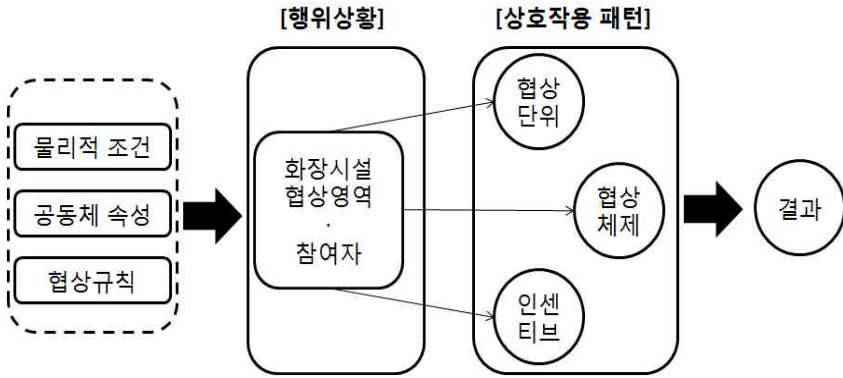 [행위상황]
[상호작용 패턴]
물리적 조건
공동체 속성
협상규칙
화장시설
협상영역
·
참여자
협상
단위
협상
체제
인센
티브
결과